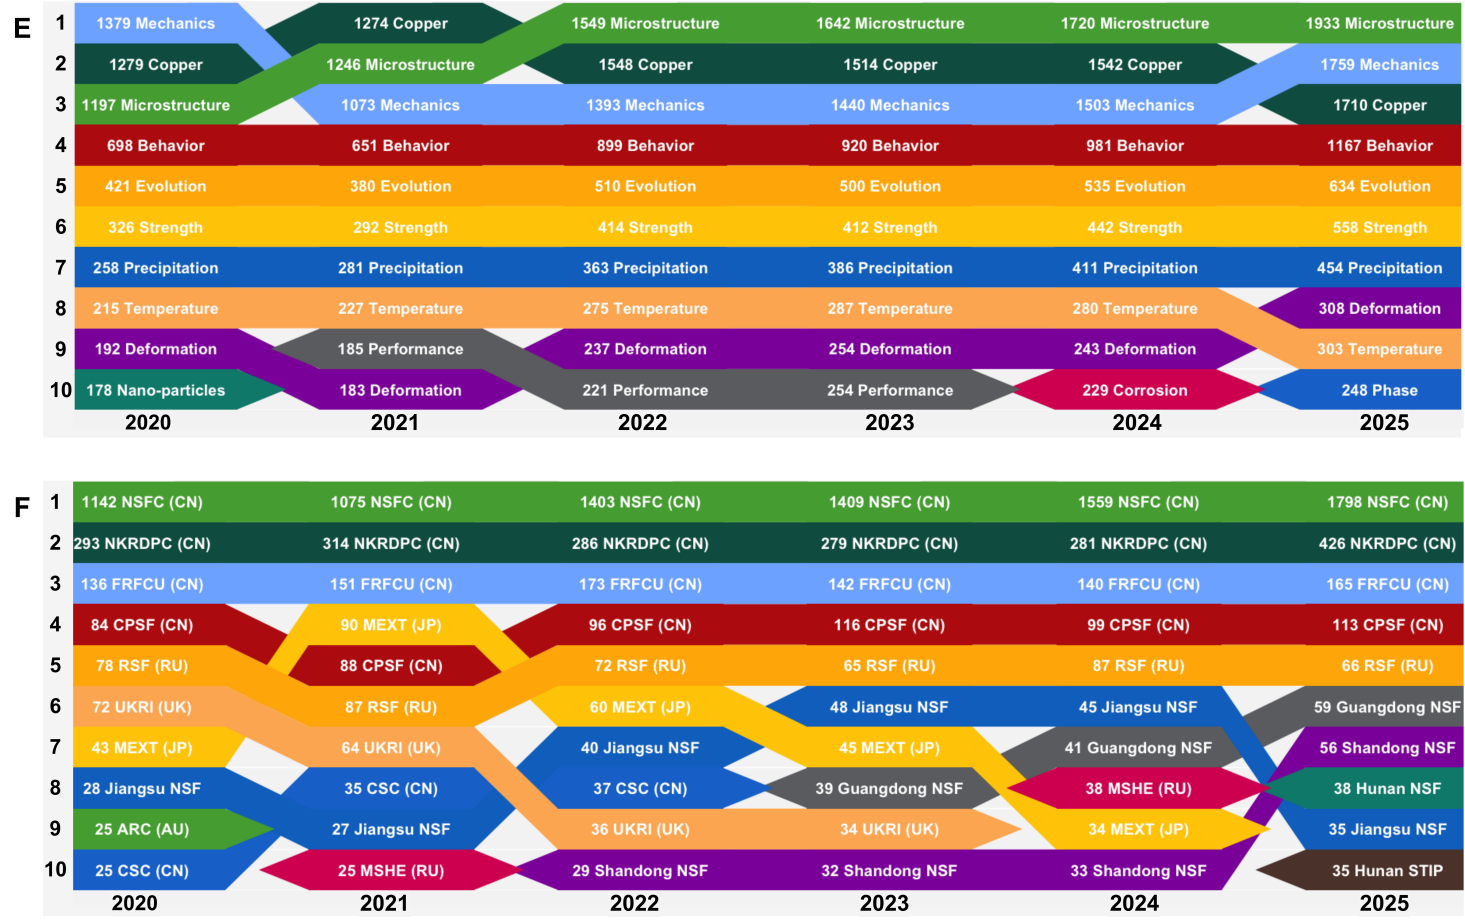 E
1 1379 Mechanics 1274 Copper 1549 Microstructure 1642 Microstructure 1720 Microstructure 1933 Microstructure
2 1279 Copper 1246 Microstructure 1548 Copper 1514 Copper 1542 Copper 1759 Mechanics
3 1197 Microstructure 1073 Mechanics 1393 Mechanics 1440 Mechanics 1503 Mechanics 1710 Copper
4 698 Behavior 651 Behavior 899 Behavior 920 Behavior 981 Behavior 1167 Behavior
5 421 Evolution 380 Evolution 510 Evolution 500 Evolution 535 Evolution 634 Evolution
6 326 Strength 292 Strength 414 Strength 412 Strength 442 Strength 558 Strength
7 258 Precipitation 281 Precipitation 363 Precipitation 386 Precipitation 411 Precipitation 454 Precipitation
8 215 Temperature 227 Temperature 275 Temperature 287 Temperature 280 Temperature 308 Deformation
9 192 Deformation 185 Performance 237 Deformation 254 Deformation 243 Deformation 303 Temperature
10 178 Nano-particles 183 Deformation 221 Performance 254 Performance 229 Corrosion 248 Phase
2020 2021 2022 2023 2024 2025
F
1 1142 NSFC (CN) 1075 NSFC (CN) 1403 NSFC (CN) 1409 NSFC (CN) 1559 NSFC (CN) 1798 NSFC (CN)
2 293 NKRDPC (CN) 314 NKRDPC (CN) 286 NKRDPC (CN) 279 NKRDPC (CN) 281 NKRDPC (CN) 426 NKRDPC (CN)
3 136 FRFCU (CN) 151 FRFCU (CN) 173 FRFCU (CN) 142 FRFCU (CN) 140 FRFCU (CN) 165 FRFCU (CN)
4 84 CPSF (CN) 90 MEXT (JP) 96 CPSF (CN) 116 CPSF (CN) 99 CPSF (CN) 113 CPSF (CN)
5 78 RSF (RU) 88 CPSF (CN) 72 RSF (RU) 65 RSF (RU) 87 RSF (RU) 66 RSF (RU)
6 72 UKRI (UK) 87 RSF (RU) 60 MEXT (JP) 48 Jiangsu NSF 45 Jiangsu NSF 59 Guangdong NSF
7 43 MEXT (JP) 64 UKRI (UK) 40 Jiangsu NSF 45 MEXT (JP) 41 Guangdong NSF 56 Shandong NSF
8 28 Jiangsu NSF 35 CSC (CN) 37 CSC (CN) 39 Guangdong NSF 38 MSHE (RU) 38 Hunan NSF
9 25 ARC (AU) 27 Jiangsu NSF 36 UKRI (UK) 34 UKRI (UK) 34 MEXT (JP) 35 Jiangsu NSF
10 25 CSC (CN) 25 MSHE (RU) 29 Shandong NSF 32 Shandong NSF 33 Shandong NSF 35 Hunan STIP
2020 2021 2022 2023 2024 2025